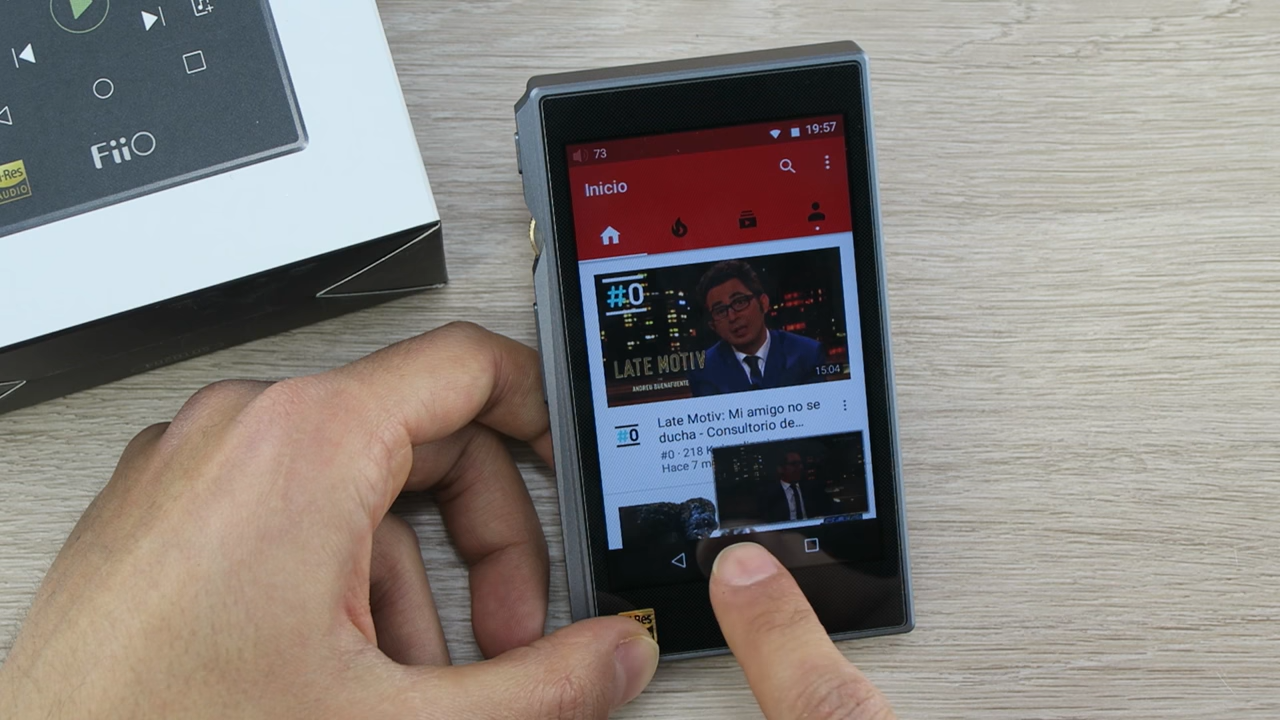 FiiO
-Res
AUDIO
73
19:57
Inicio
#0
LATE MOTIV
ANDREU BUENAFUENTE
15:04
#0
Late Motiv: Mi amigo no se
ducha - Consultorio de...
#0 · 218 K
Hace 7 m
Res